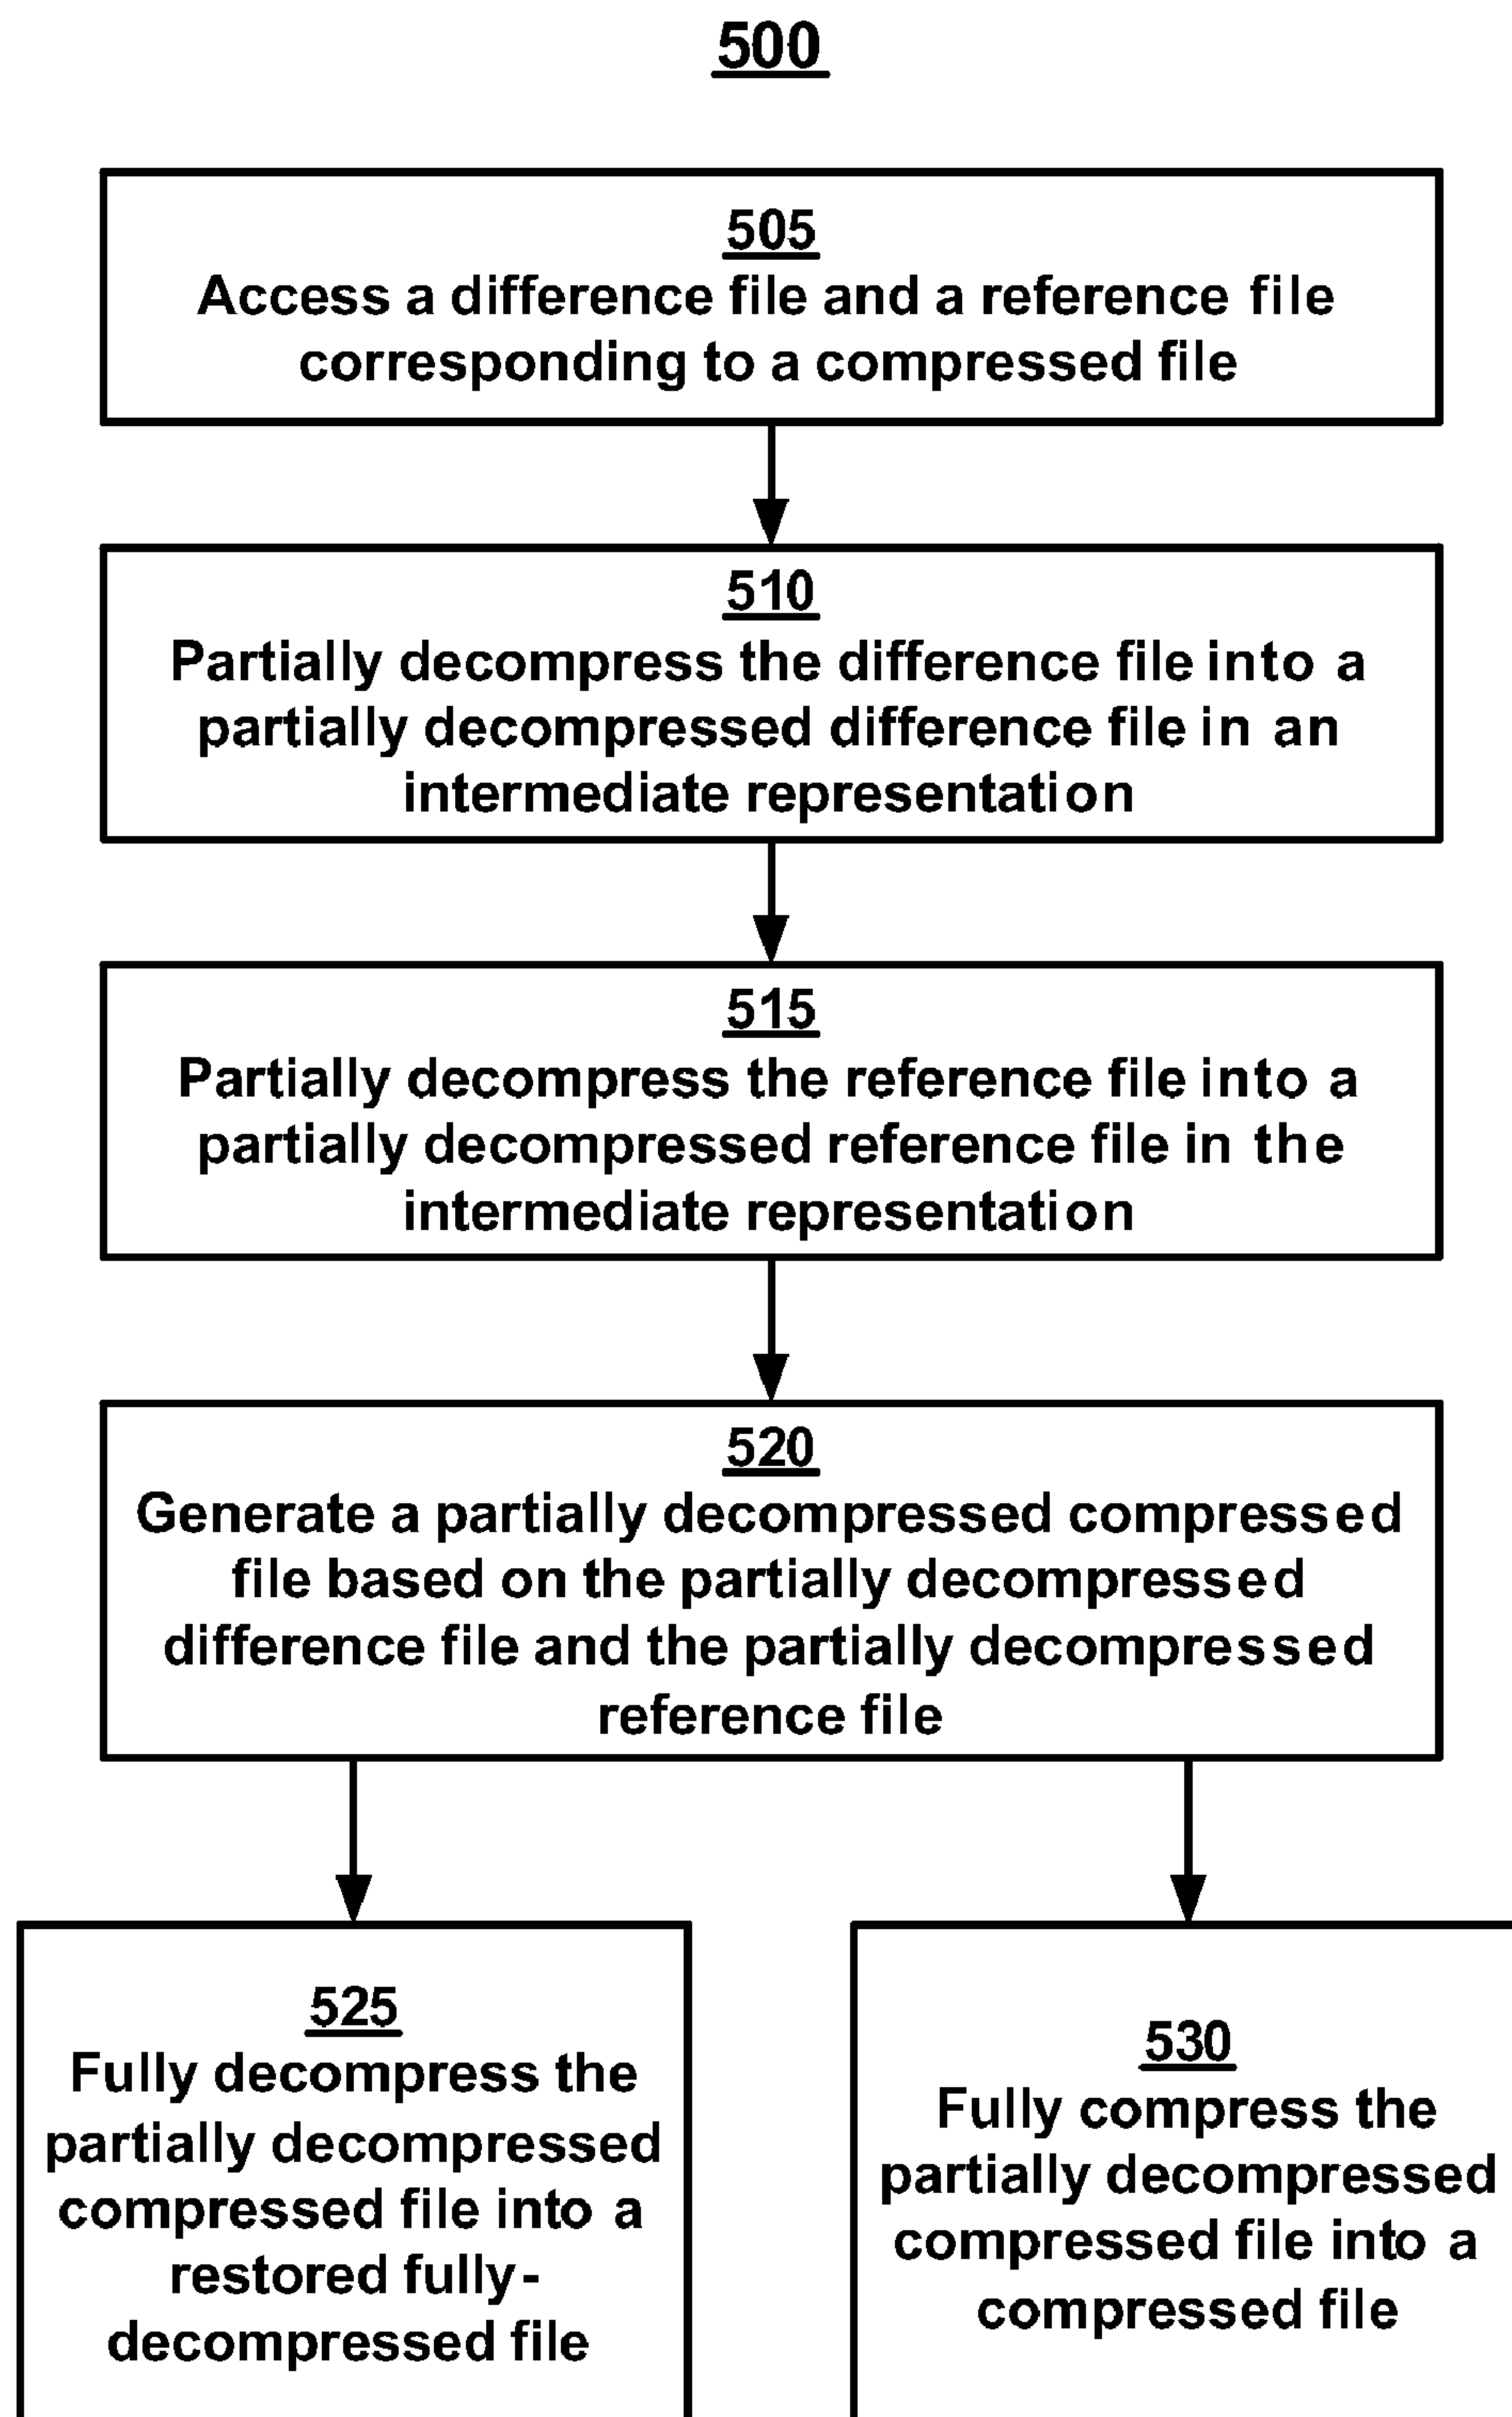 500
505
Access a difference file and a reference file
corresponding to a compressed file
510
Partially decompress the difference file into a
partially decompressed difference file in an
intermediate representation
515
Partially decompress the reference file into a
partially decompressed reference file in the
intermediate representation
520
Generate a partially decompressed compressed
file based on the partially decompressed
difference file and the partially decompressed
reference file
525
Fully decompress the
partially decompressed
compressed file into a
restored fully-
decompressed file
530
Fully compress the
partially decompressed
compressed file into a
compressed file